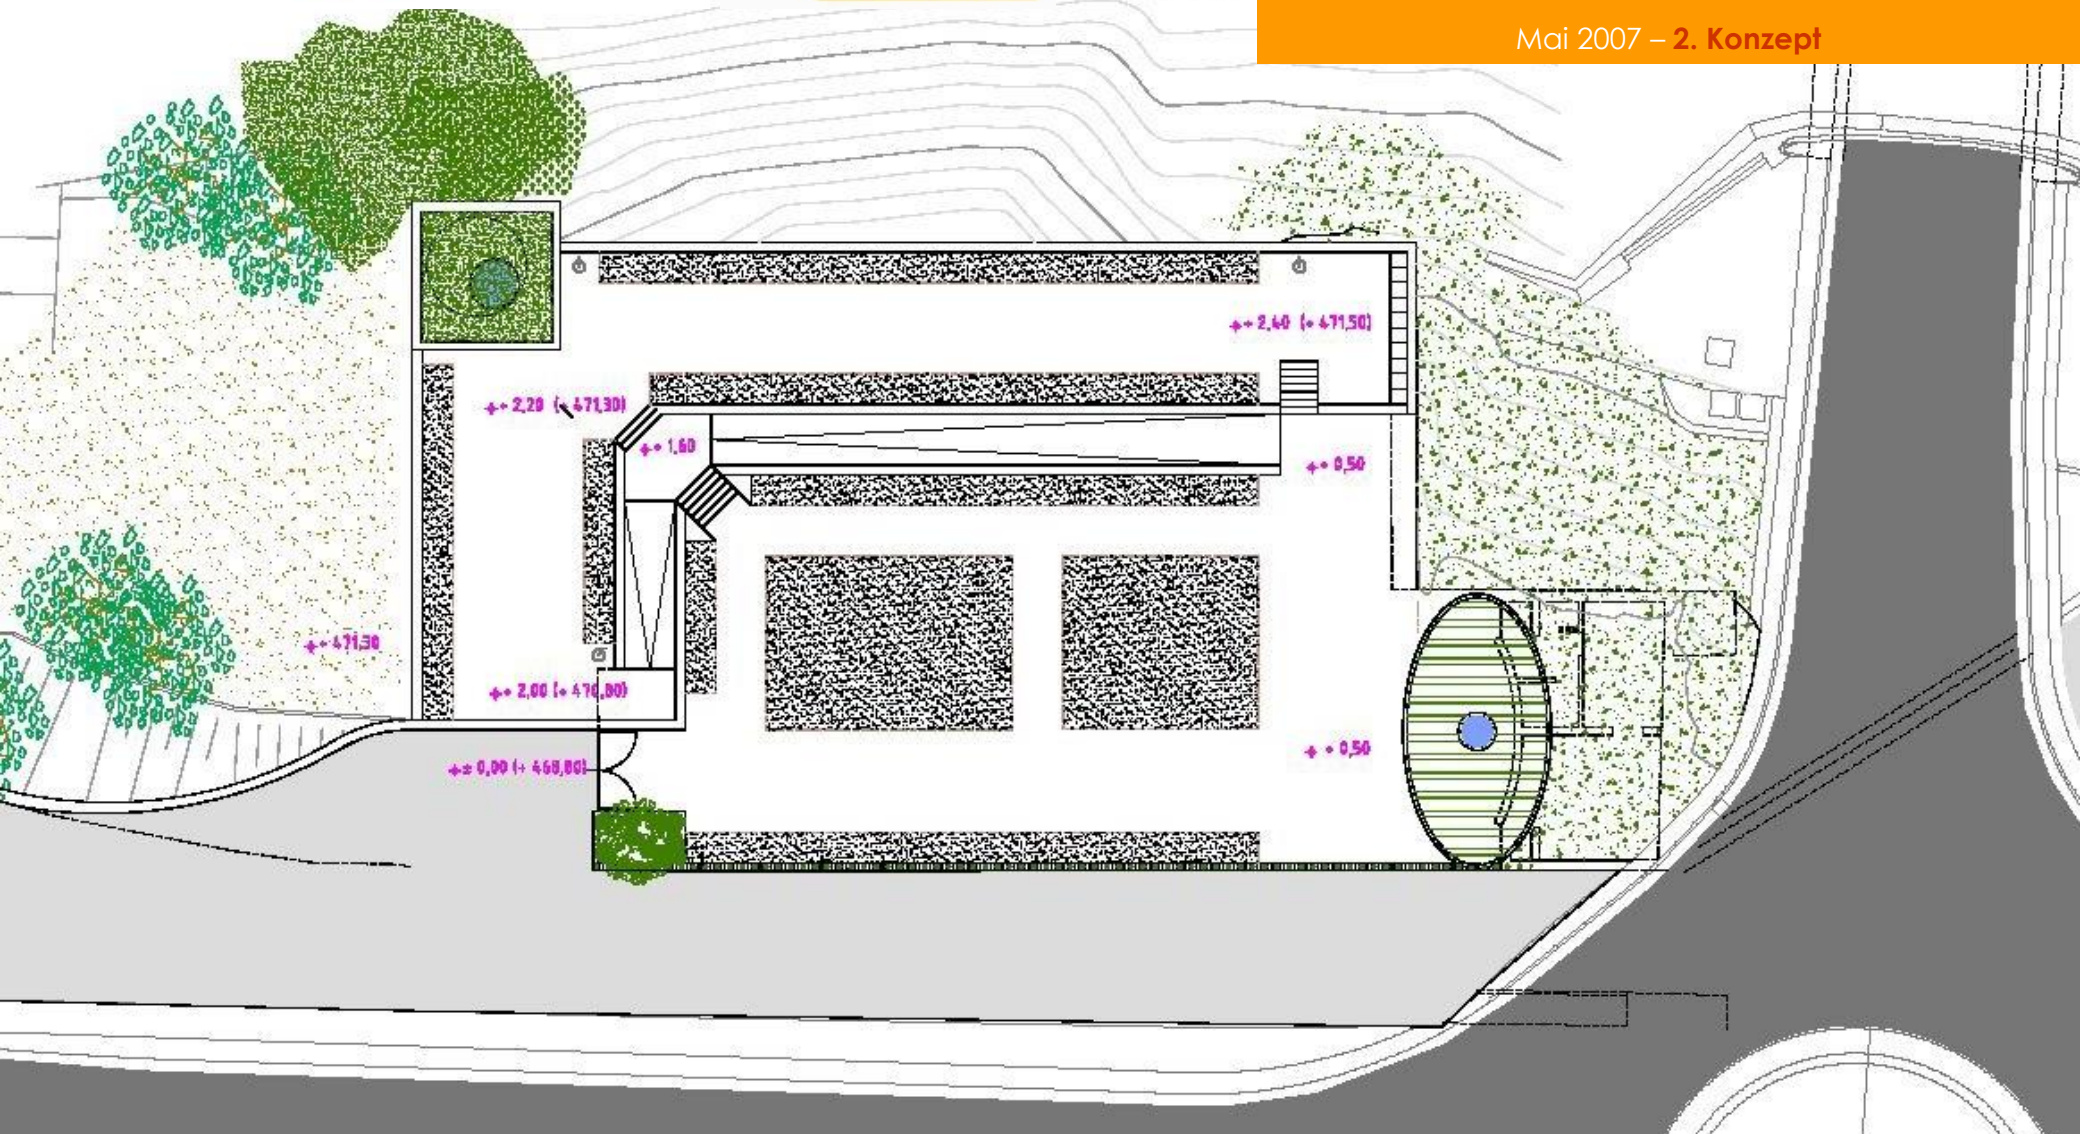 Mai 2007 – 2. Konzept
+ 2,40 (+ 471,50)
+ 2,20 (+ 471,30)
+ 1,60
+ 0,50
+ 471,30
+ 2,00 (+ 470,80)
+ 0,50
± 0,00 (+ 468,80)